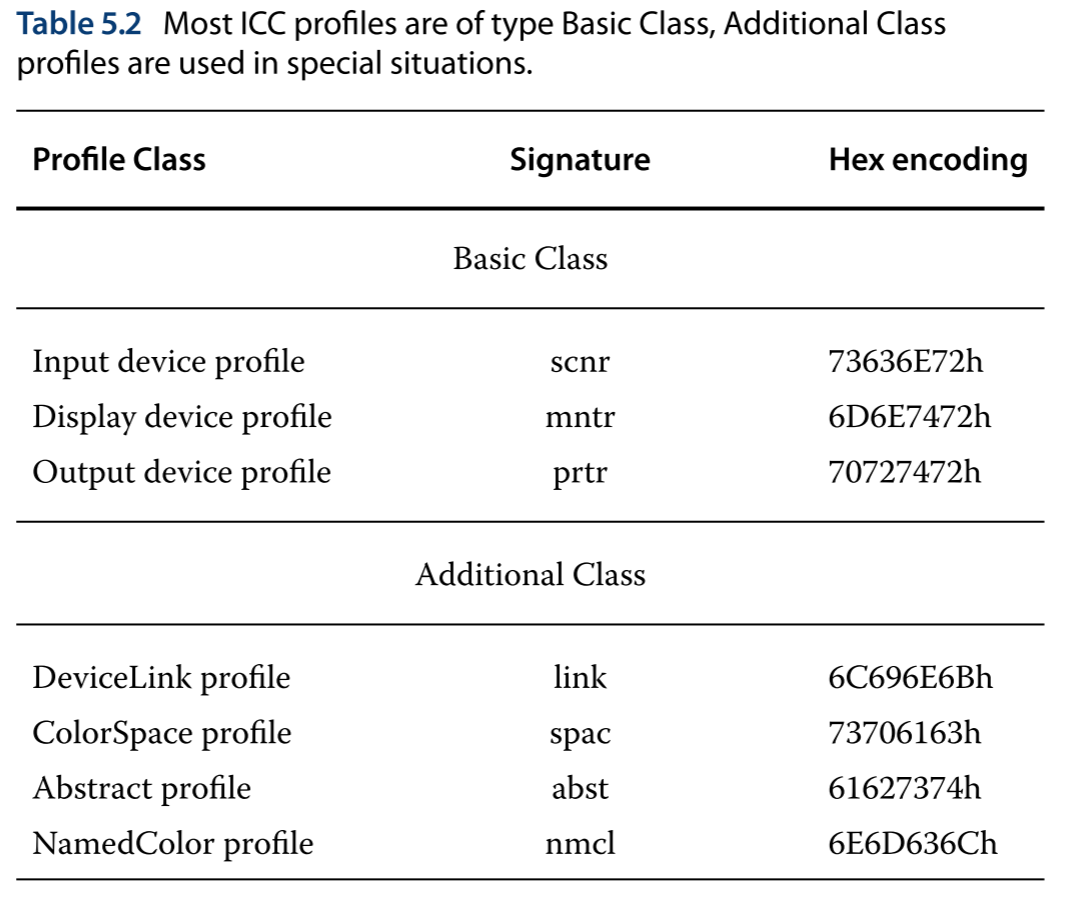 Table 5.2 Most ICC profiles are of type Basic Class, Additional Class
profiles are used in special situations.
Profile Class Signature Hex encoding
Basic Class
Input device profile scnr 73636E72h
Display device profile mntr 6D6E7472h
Output device profile prtr 70727472h
Additional Class
DeviceLink profile link 6C696E6Bh
ColorSpace profile spac 73706163h
Abstract profile abst 61627374h
NamedColor profile nmcl 6E6D636Ch